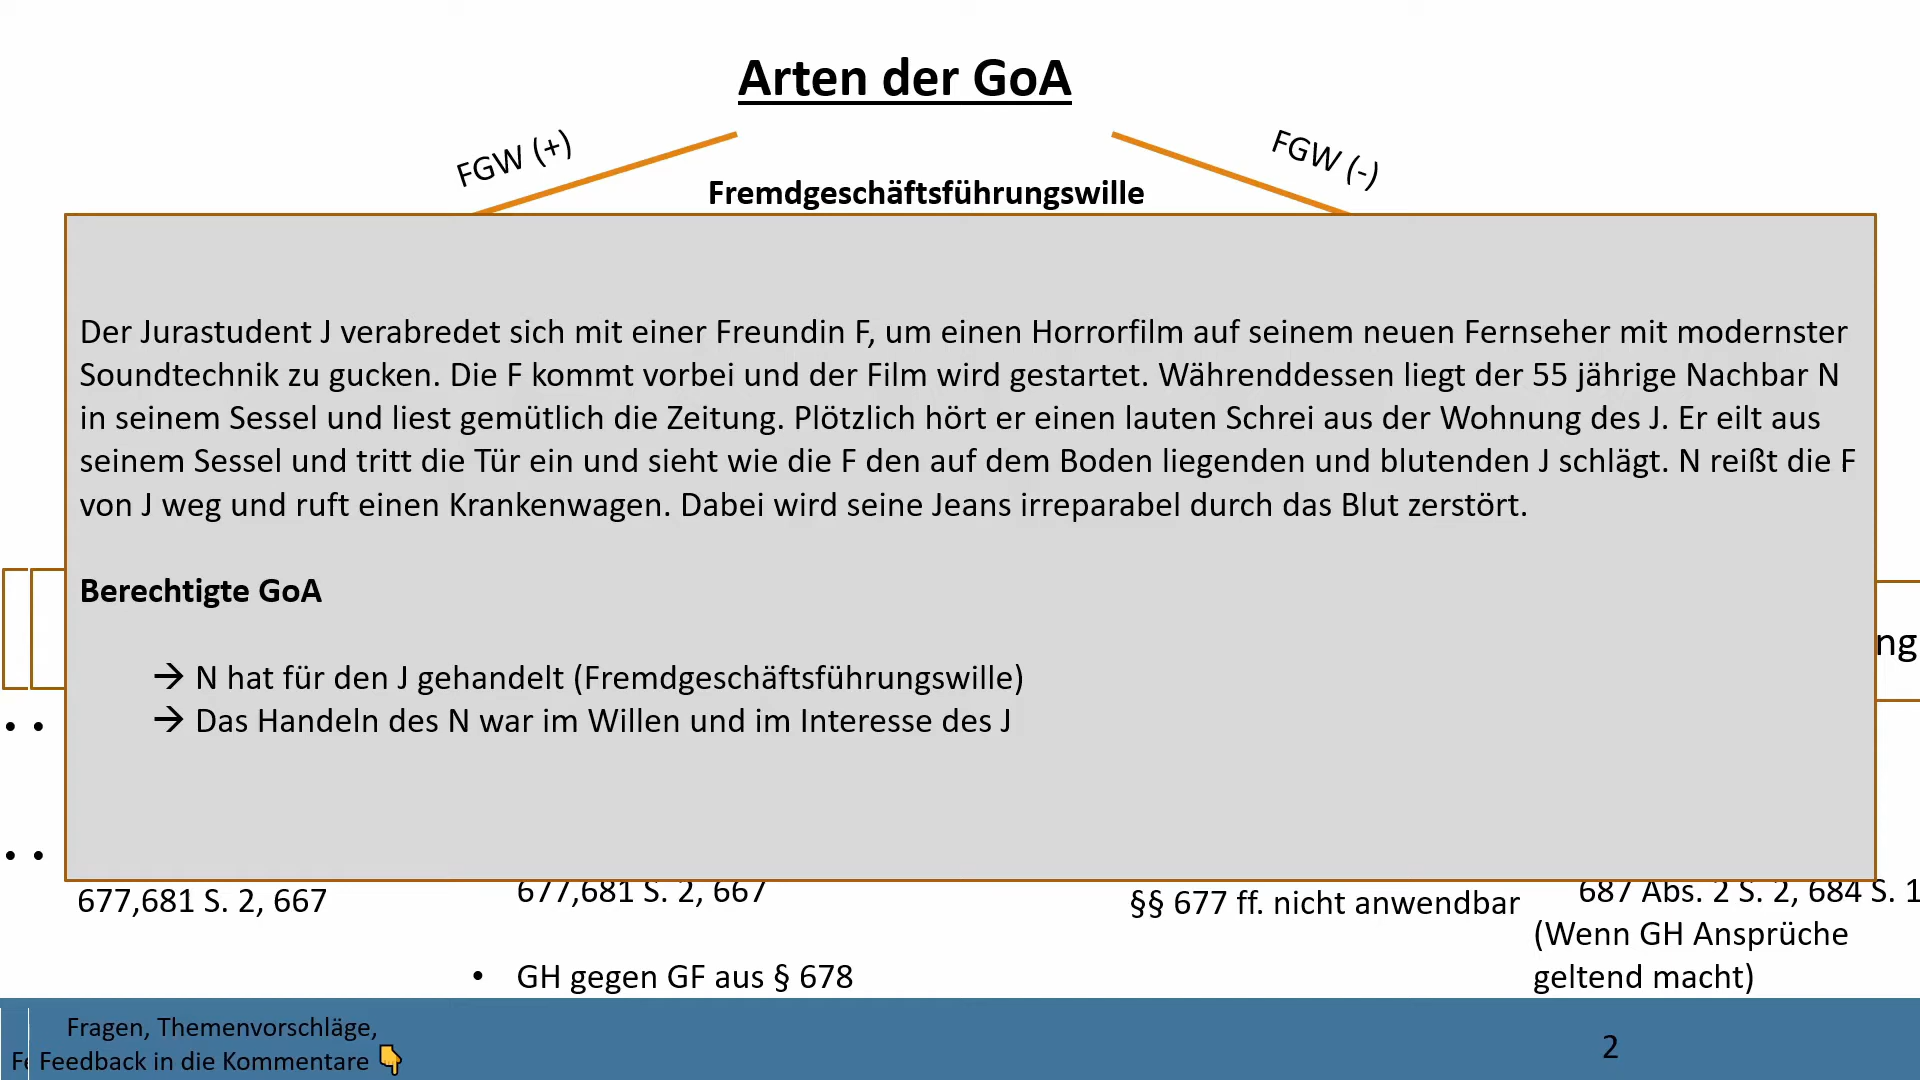 Arten der GoA
FGW (+)
FGW (-)
Fremdgeschäftsführungswille
Der Jurastudent J verabredet sich mit einer Freundin F, um einen Horrorfilm auf seinem neuen Fernseher mit modernster
Soundtechnik zu gucken. Die F kommt vorbei und der Film wird gestartet. Währenddessen liegt der 55 jährige Nachbar N
in seinem Sessel und liest gemütlich die Zeitung. Plötzlich hört er einen lauten Schrei aus der Wohnung des J. Er eilt aus
seinem Sessel und tritt die Tür ein und sieht wie die F den auf dem Boden liegenden und blutenden J schlägt. N reißt die F
von J weg und ruft einen Krankenwagen. Dabei wird seine Jeans irreparabel durch das Blut zerstört.
Berechtigte GoA
→ N hat für den J gehandelt (Fremdgeschäftsführungswille)
→ Das Handeln des N war im Willen und im Interesse des J
ng
677,681 S. 2, 667
677,681 S. 2, 667
• GH gegen GF aus § 678
§§ 677 ff. nicht anwendbar
687 Abs. 2 S. 2, 684 S. 1
(Wenn GH Ansprüche
geltend macht)
Fragen, Themenvorschläge,
Feedback in die Kommentare 👇
2